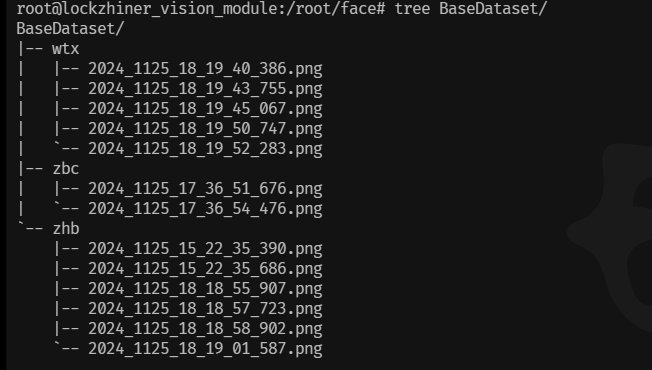 root@lockzhiner_vision_module:/root/face# tree BaseDataset/
BaseDataset/
|-- wtx
|   |-- 2024_1125_18_19_40_386.png
|   |-- 2024_1125_18_19_43_755.png
|   |-- 2024_1125_18_19_45_067.png
|   |-- 2024_1125_18_19_50_747.png
|   `-- 2024_1125_18_19_52_283.png
|-- zbc
|   |-- 2024_1125_17_36_51_676.png
|   `-- 2024_1125_17_36_54_476.png
`-- zhb
    |-- 2024_1125_15_22_35_390.png
    |-- 2024_1125_15_22_35_686.png
    |-- 2024_1125_18_18_55_907.png
    |-- 2024_1125_18_18_57_723.png
    |-- 2024_1125_18_18_58_902.png
    `-- 2024_1125_18_19_01_587.png